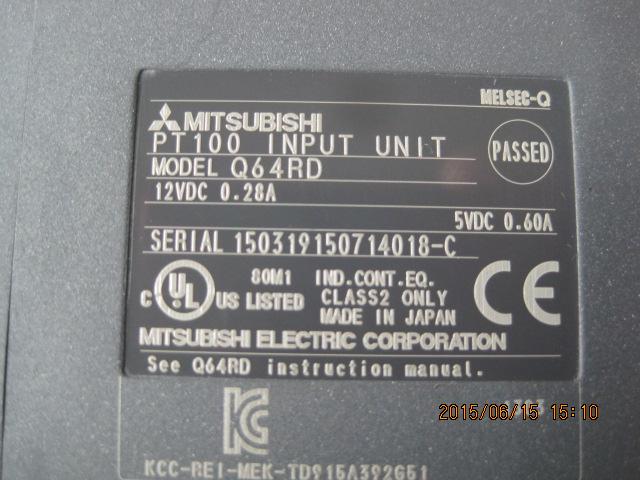 MELSEC-Q
MITSUBISHI
PT100 INPUT UNIT
PASSED
MODEL Q64RD
12VDC 0.28A
5VDC 0.60A
SERIAL 150319150714018-C
C UL US LISTED
80M1 IND.CONT.EQ.
CLASS2 ONLY
MADE IN JAPAN
CE
MITSUBISHI ELECTRIC CORPORATION
See Q64RD instruction manual.
2015/06/15 15:10
KCC-REI-MEK-TD915A392G51